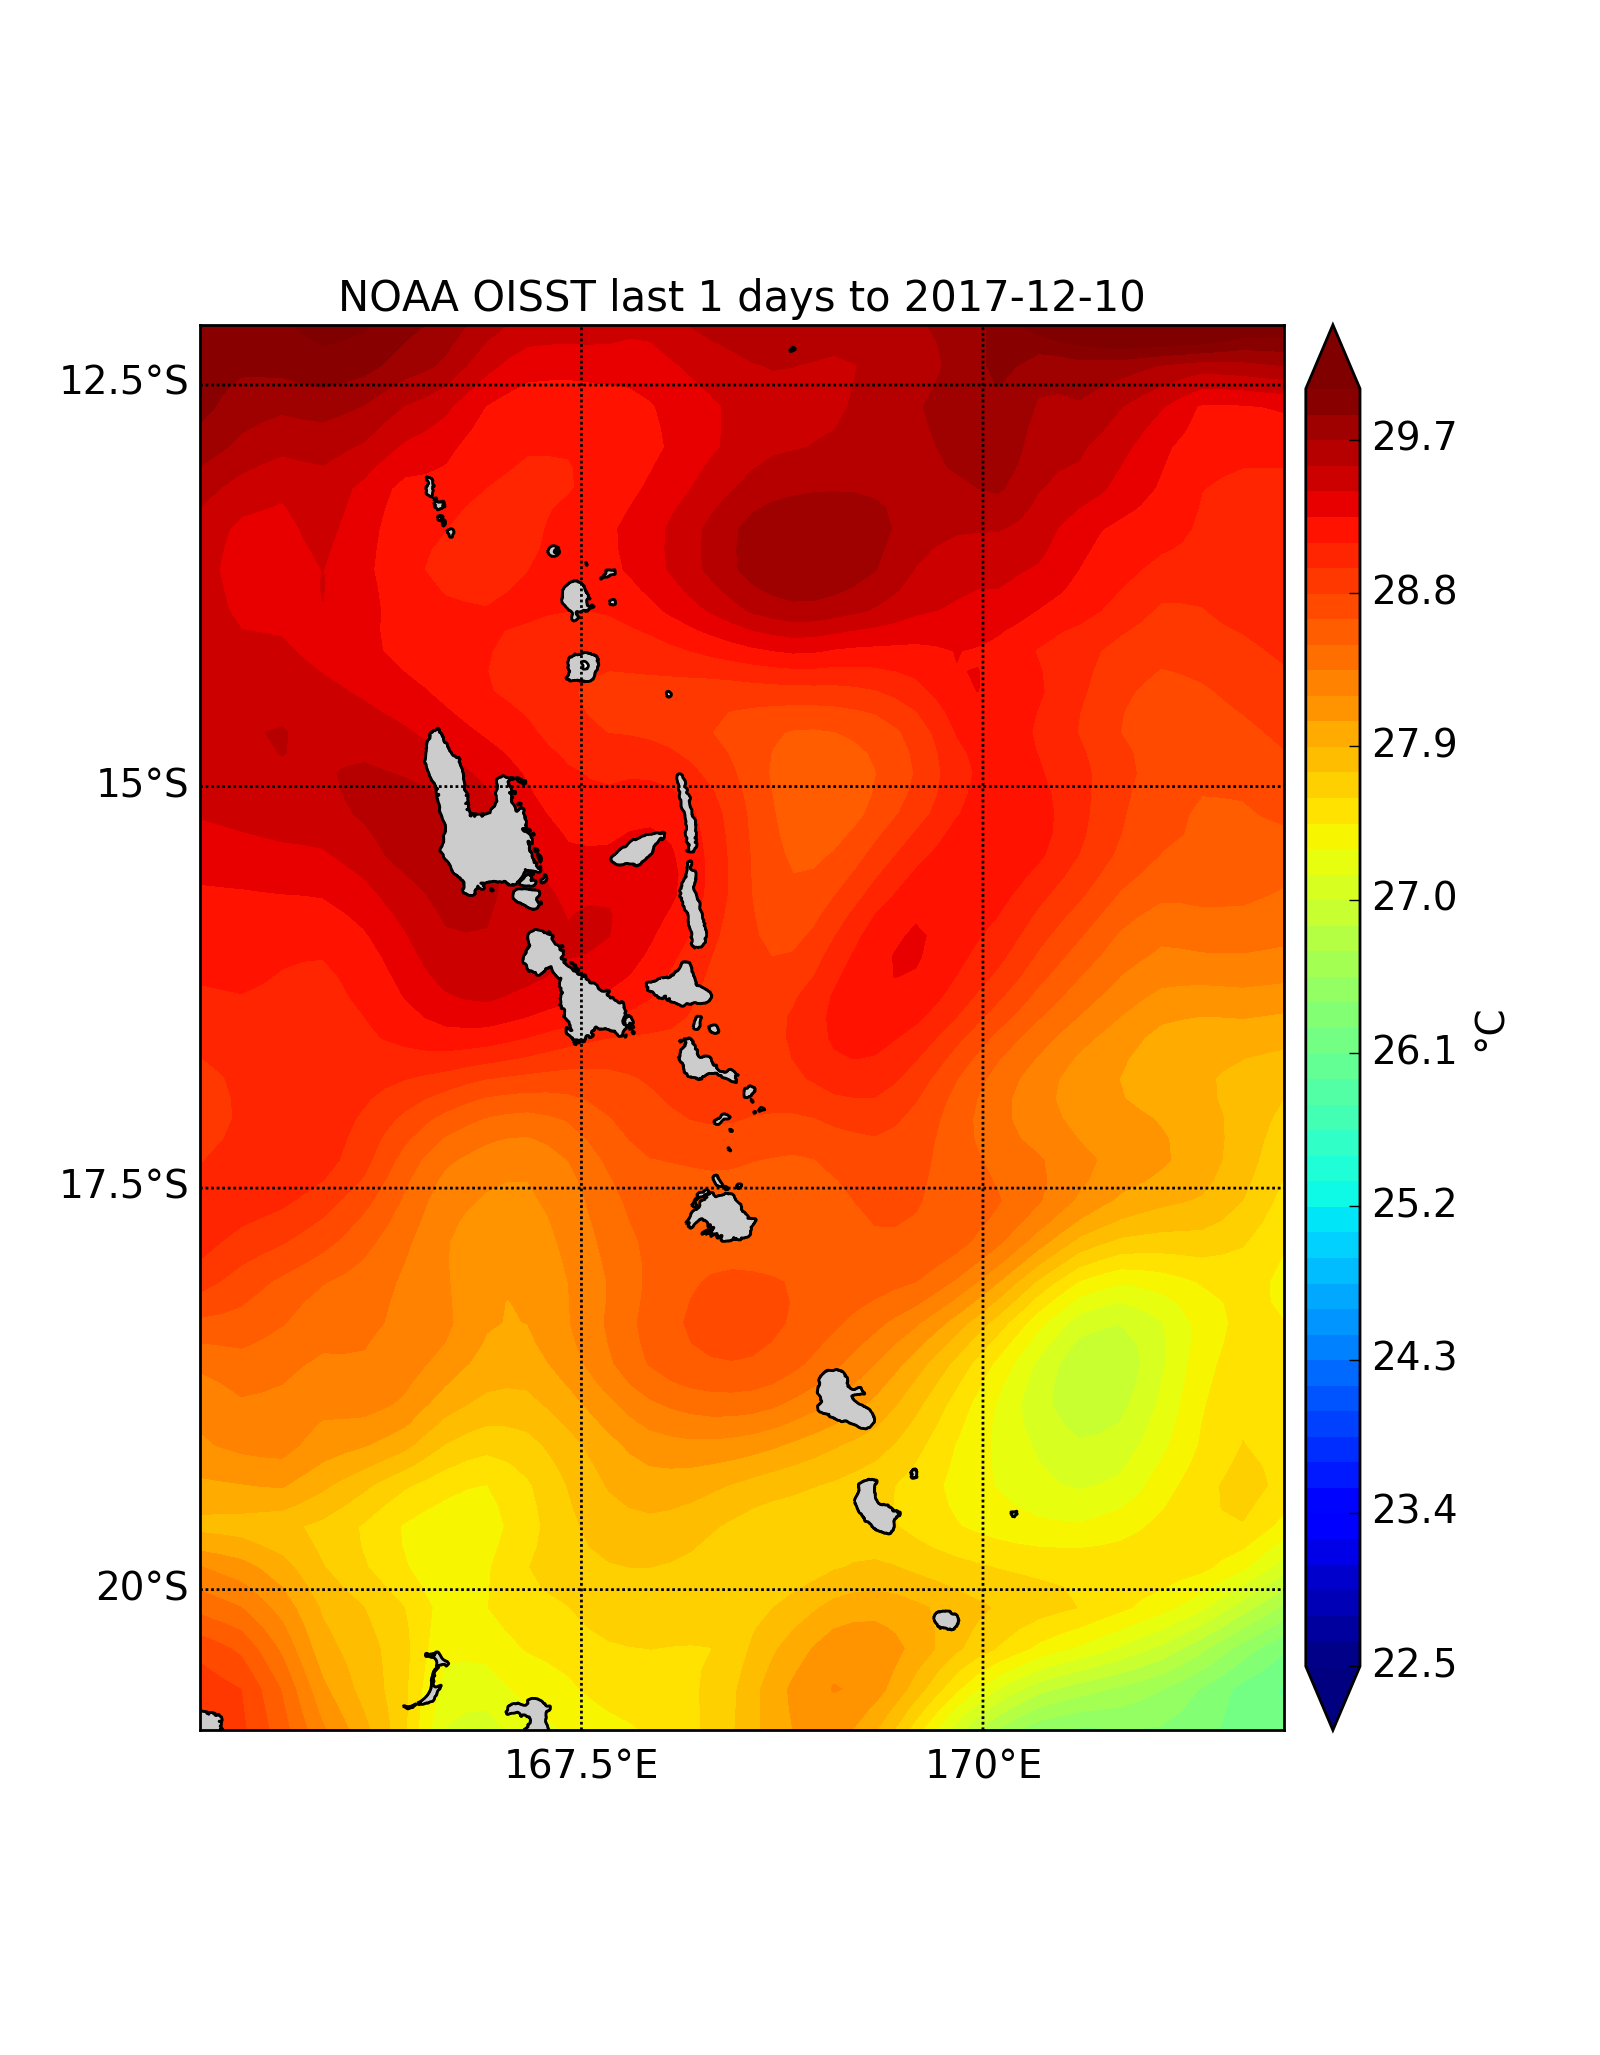 NOAA OISST last 1 days to 2017-12-10
12.5°S
15°S
17.5°S
20°S
167.5°E
170°E
29.7
28.8
27.9
27.0
26.1
25.2
24.3
23.4
22.5
°C